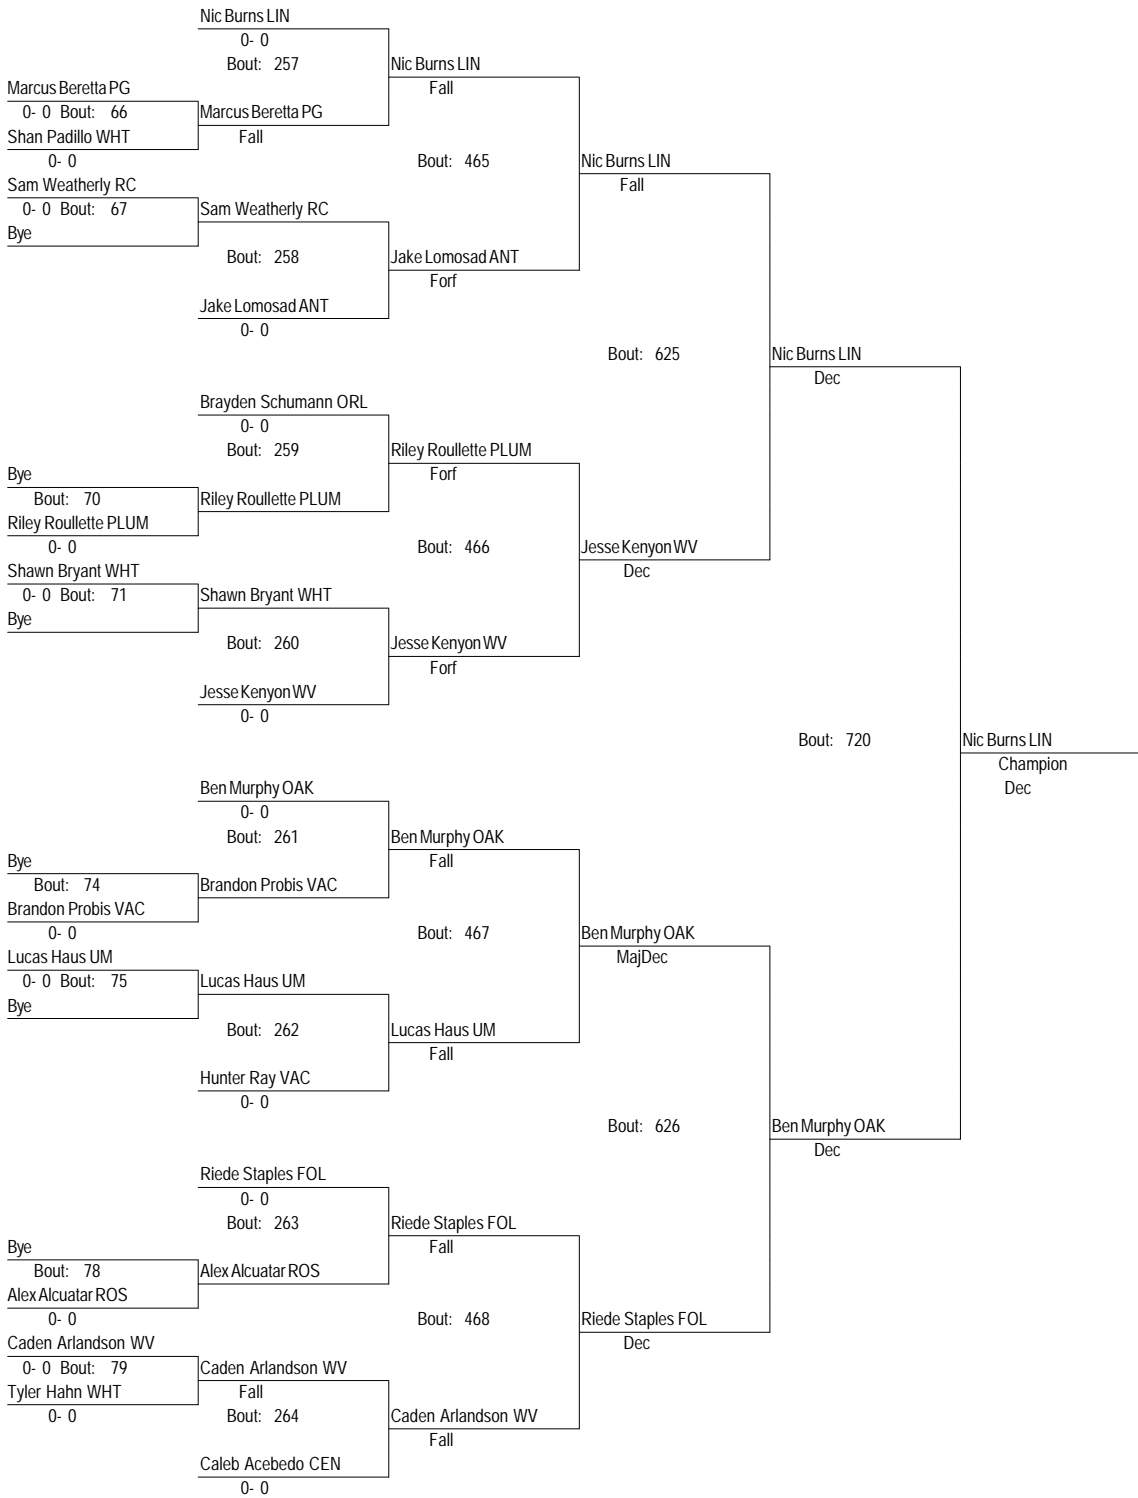 Nic Burns LIN
0- 0
Bout: 257
Nic Burns LIN
Marcus Beretta PG
Fall
0- 0 Bout: 66
Marcus Beretta PG
Shan Padillo WHT
Fall
0- 0
Bout: 465
Nic Burns LIN
Sam Weatherly RC
Fall
0- 0 Bout: 67
Sam Weatherly RC
Bye
Bout: 258
Jake Lomosad ANT
Forf
Jake Lomosad ANT
0- 0
Bout: 625
Nic Burns LIN
Dec
Brayden Schumann ORL
0- 0
Bout: 259
Riley Roullette PLUM
Bye
Forf
Bout: 70
Riley Roullette PLUM
Riley Roullette PLUM
0- 0
Bout: 466
Jesse Kenyon WV
Shawn Bryant WHT
Dec
0- 0 Bout: 71
Shawn Bryant WHT
Bye
Bout: 260
Jesse Kenyon WV
Forf
Jesse Kenyon WV
0- 0
Bout: 720
Nic Burns LIN
Champion
Dec
Ben Murphy OAK
0- 0
Bout: 261
Ben Murphy OAK
Bye
Fall
Bout: 74
Brandon Probis VAC
Brandon Probis VAC
0- 0
Bout: 467
Ben Murphy OAK
Lucas Haus UM
MajDec
0- 0 Bout: 75
Lucas Haus UM
Bye
Bout: 262
Lucas Haus UM
Fall
Hunter Ray VAC
0- 0
Bout: 626
Ben Murphy OAK
Dec
Riede Staples FOL
0- 0
Bout: 263
Riede Staples FOL
Bye
Fall
Bout: 78
Alex Alcuatar ROS
Alex Alcuatar ROS
0- 0
Bout: 468
Riede Staples FOL
Caden Arlandson WV
Dec
0- 0 Bout: 79
Caden Arlandson WV
Tyler Hahn WHT
Fall
0- 0
Bout: 264
Caden Arlandson WV
Fall
Caleb Acebedo CEN
0- 0